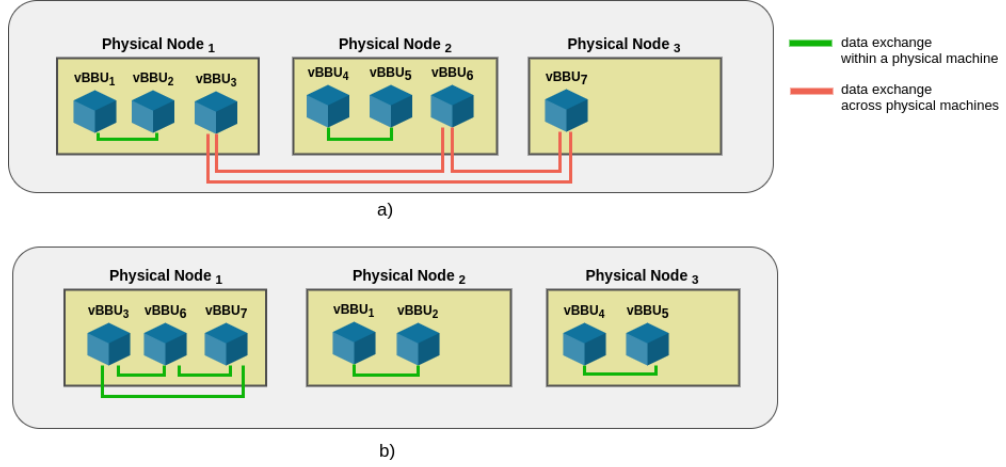 Physical Node 1
Physical Node 2
Physical Node 3
vBBU1
vBBU2
vBBU3
vBBU4
vBBU5
vBBU6
vBBU7
data exchange
within a physical machine
data exchange
across physical machines
a)
Physical Node 1
Physical Node 2
Physical Node 3
vBBU3
vBBU6
vBBU7
vBBU1
vBBU2
vBBU4
vBBU5
b)